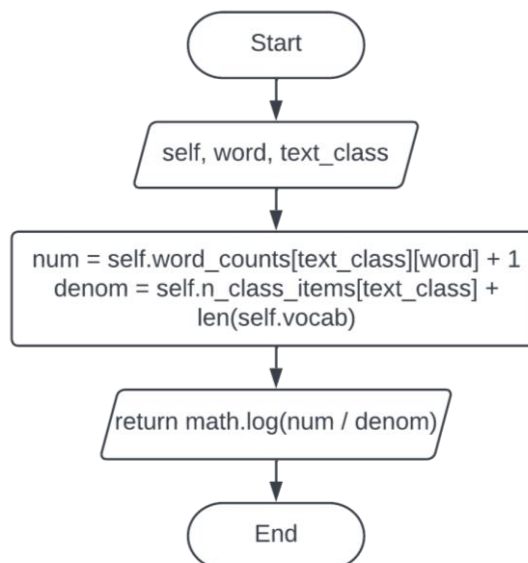 Start
self, word, text_class
num = self.word_counts[text_class][word] + 1
denom = self.n_class_items[text_class] +
len(self.vocab)
return math.log(num / denom)
End